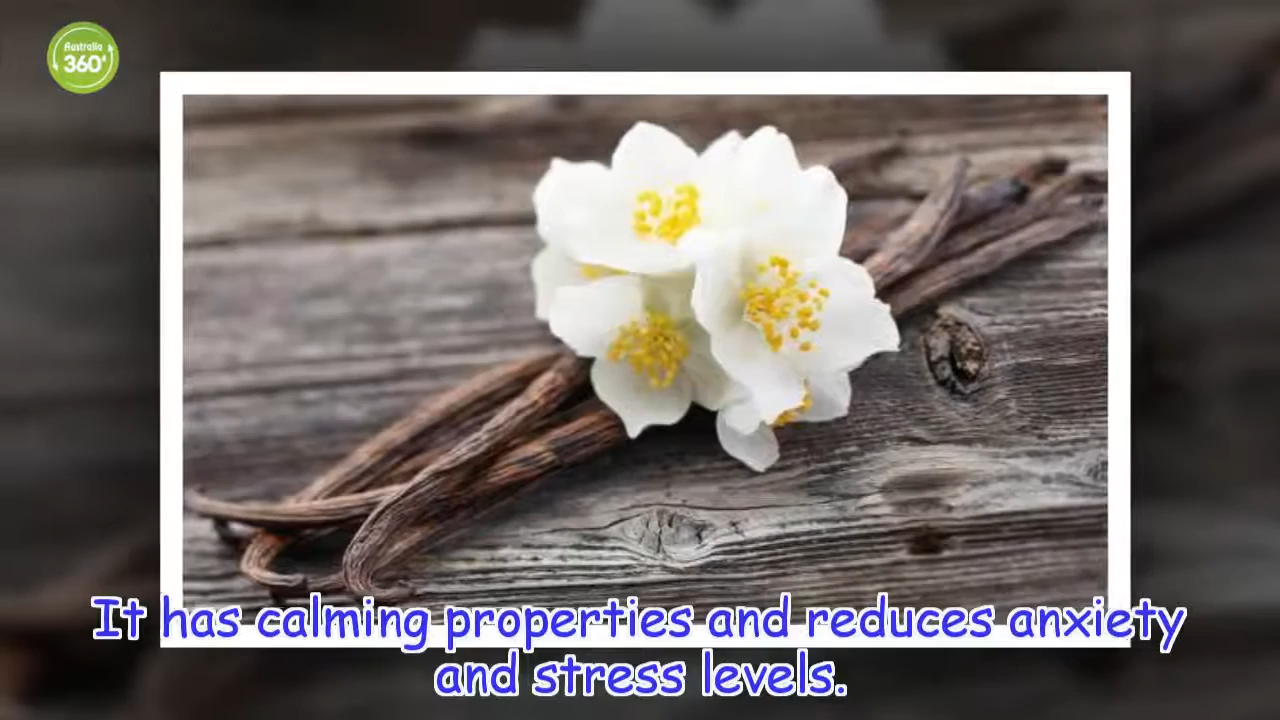 Australia
360°
It has calming properties and reduces anxiety
and stress levels.